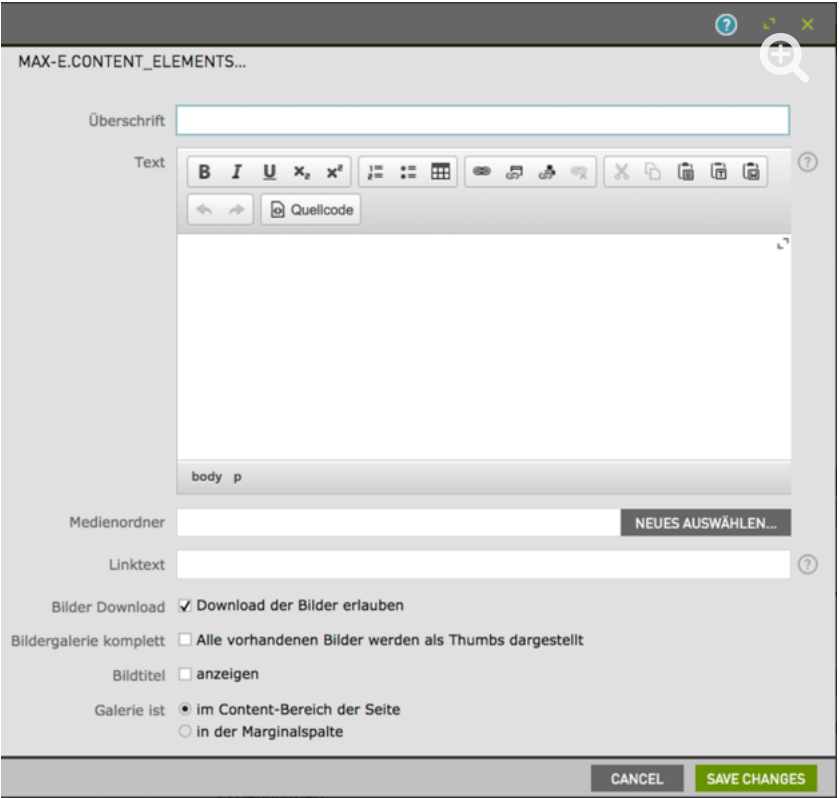 MAX-E.CONTENT_ELEMENTS...
Überschrift
Text
B I U x₂ x²
Quellcode
body p
Medienordner NEUES AUSWÄHLEN...
Linktext
Bilder Download Download der Bilder erlauben
Bildergalerie komplett Alle vorhandenen Bilder werden als Thumbs dargestellt
Bildtitel anzeigen
Galerie ist im Content-Bereich der Seite
in der Marginalspalte
CANCEL SAVE CHANGES